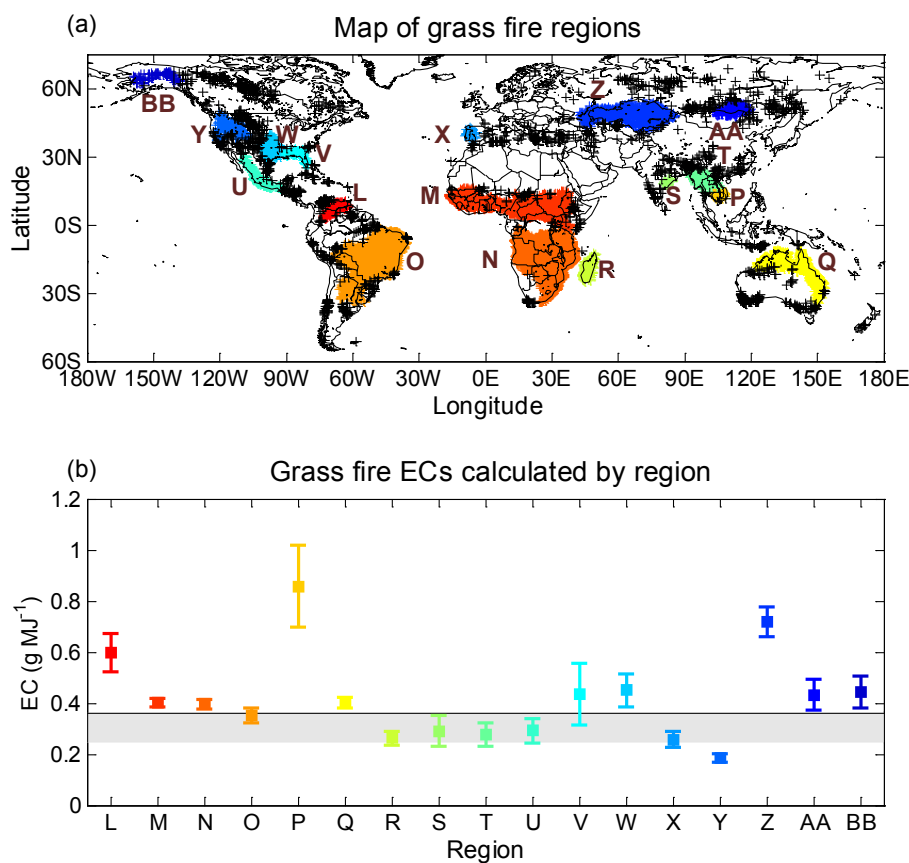 (a) Map of grass fire regions
60N
30N
0S
30S
60S
Latitude
BB
Y
W
V
U
L
O
X
M
N
R
Z
AA
T
S
P
Q
180W 150W 120W 90W 60W 30W 0E 30E 60E 90E 120E 150E 180E
Longitude
(b) Grass fire ECs calculated by region
1.2
1
0.8
0.6
0.4
0.2
0
EC (g MJ⁻¹)
L M N O P Q R S T U V W X Y Z AA BB
Region